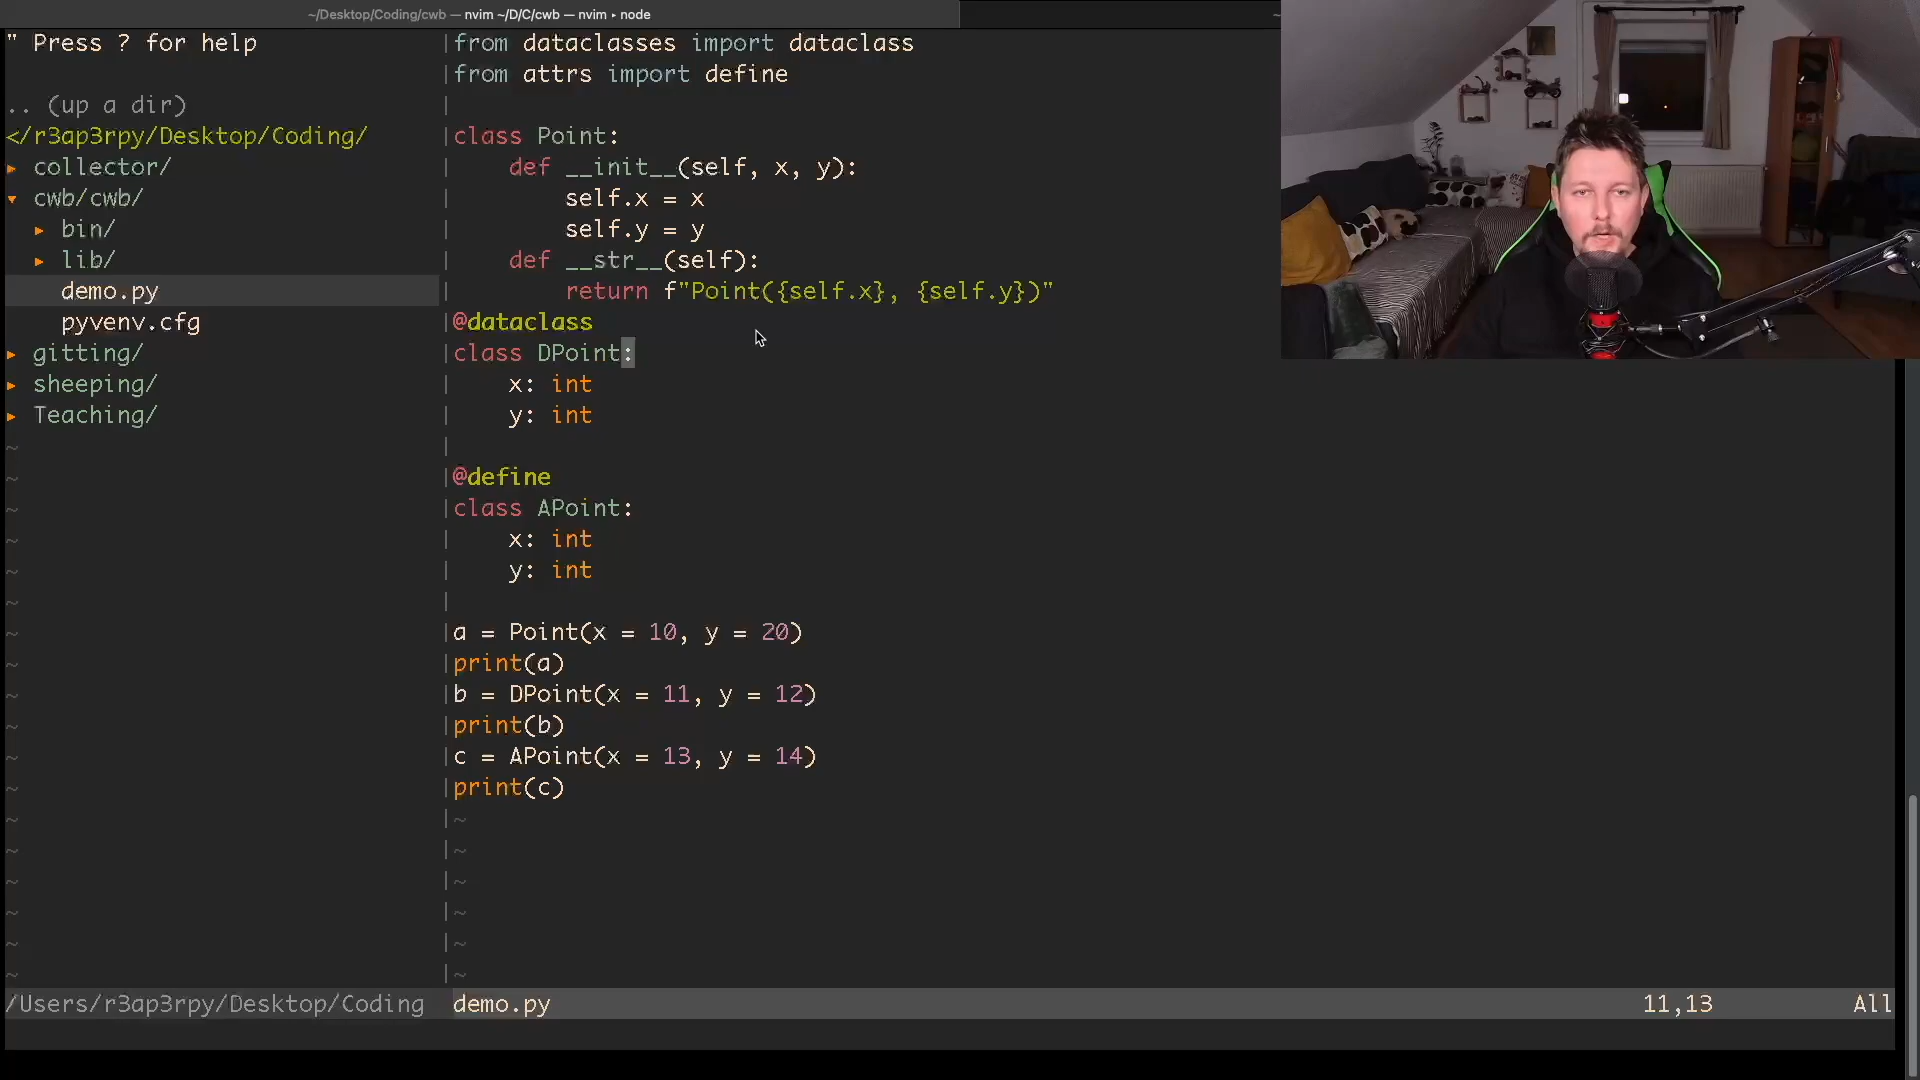 ~/Desktop/Coding/cwb — nvim ~/D/C/cwb — nvim ▸ node
" Press ? for help
.. (up a dir)
</r3ap3rpy/Desktop/Coding/
▸ collector/
▾ cwb/cwb/
▸ bin/
▸ lib/
demo.py
pyvenv.cfg
▸ gitting/
▸ sheeping/
▸ Teaching/
from dataclasses import dataclass
from attrs import define
class Point:
def __init__(self, x, y):
self.x = x
self.y = y
def __str__(self):
return f"Point({self.x}, {self.y})"
@dataclass
class DPoint:
x: int
y: int
@define
class APoint:
x: int
y: int
a = Point(x = 10, y = 20)
print(a)
b = DPoint(x = 11, y = 12)
print(b)
c = APoint(x = 13, y = 14)
print(c)
/Users/r3ap3rpy/Desktop/Coding demo.py 11,13 All